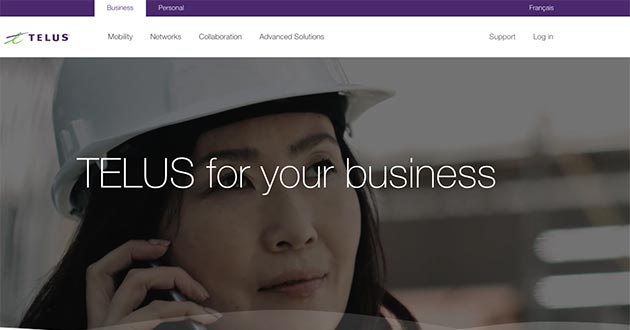 Business Personal Français
TELUS Mobility Networks Collaboration Advanced Solutions Support Log in
TELUS for your business